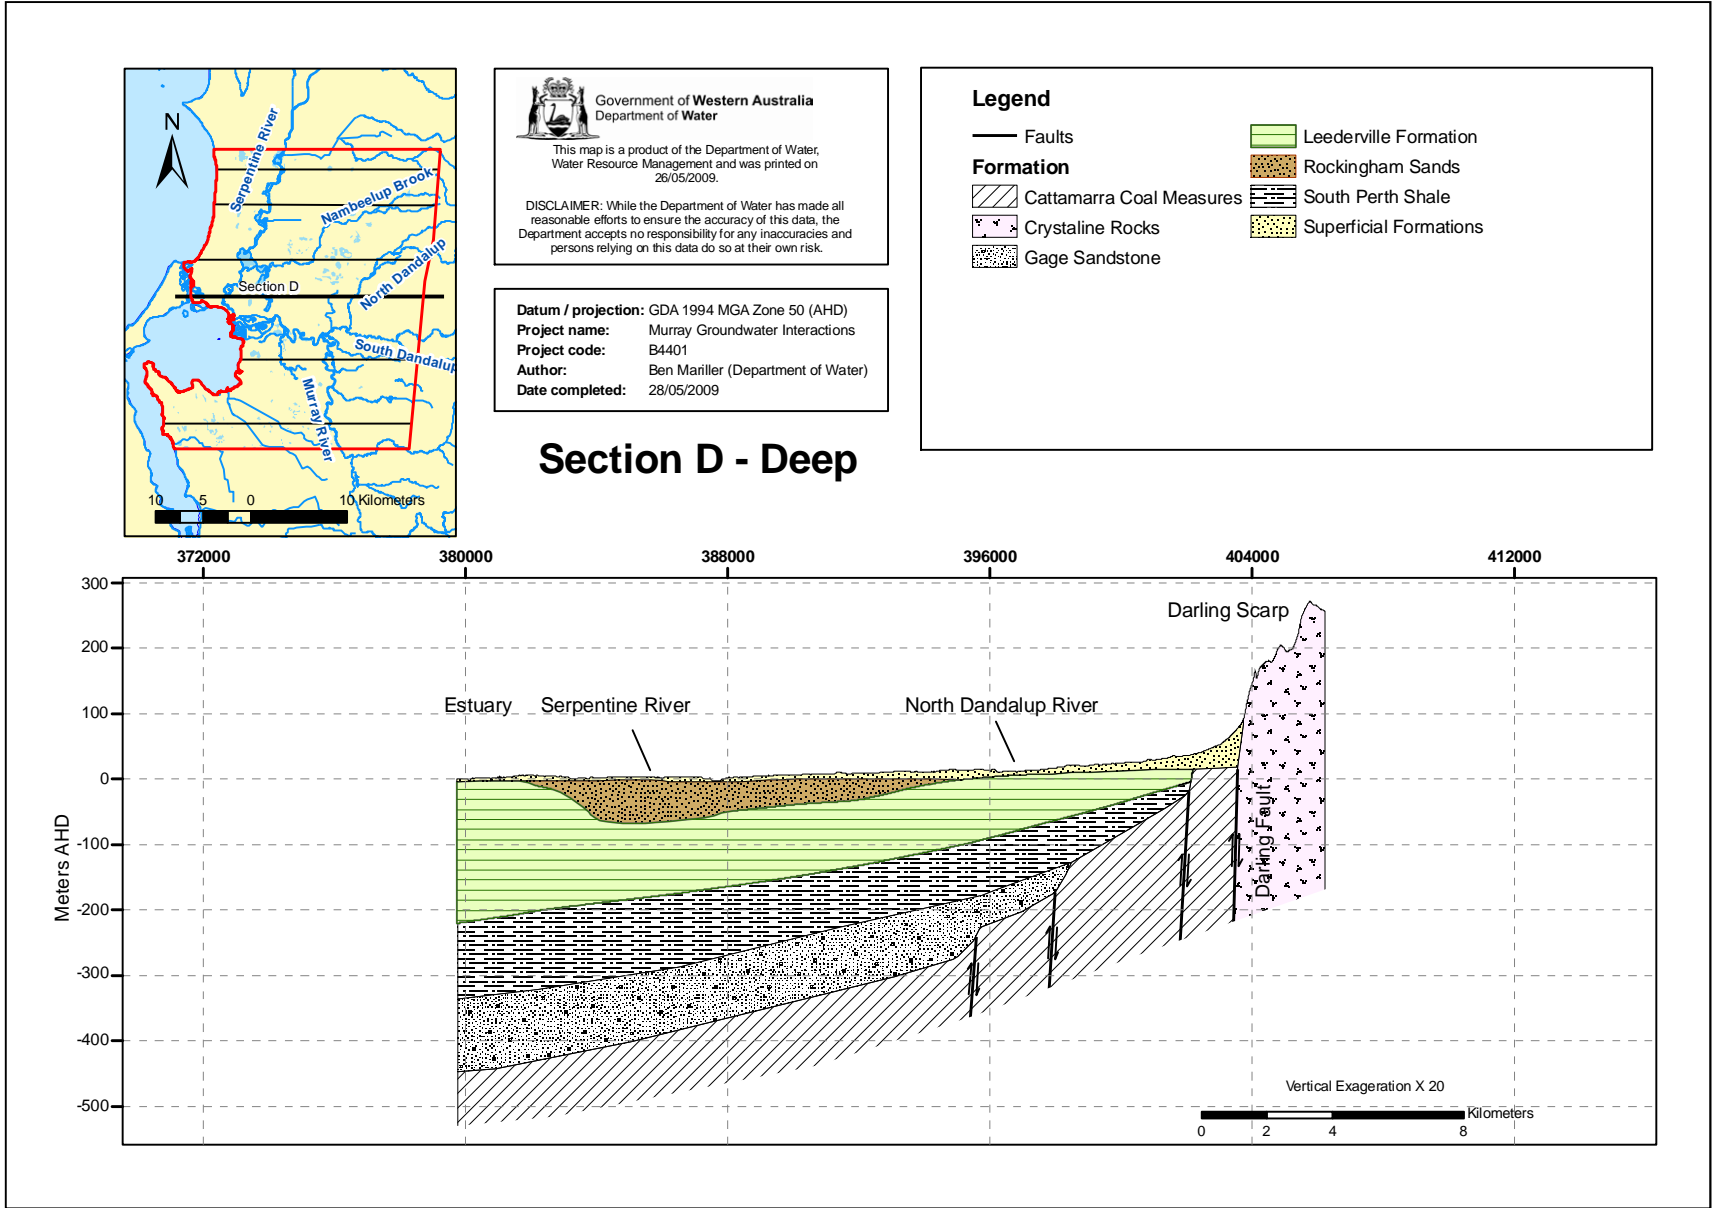 N
Serpentine River
Nambeelup Brook
North Dandalup
Section D
South Dandalup
Murray River
10 5 0 10 Kilometers
Government of Western Australia
Department of Water
This map is a product of the Department of Water,
Water Resource Management and was printed on
26/05/2009.
DISCLAIMER: While the Department of Water has made all
reasonable efforts to ensure the accuracy of this data, the
Department accepts no responsibility for any inaccuracies and
persons relying on this data do so at their own risk.
Datum / projection: GDA 1994 MGA Zone 50 (AHD)
Project name: Murray Groundwater Interactions
Project code: B4401
Author: Ben Mariller (Department of Water)
Date completed: 28/05/2009
Section D - Deep
Legend
Faults
Formation
Cattamarra Coal Measures
Crystaline Rocks
Gage Sandstone
Leederville Formation
Rockingham Sands
South Perth Shale
Superficial Formations
372000 380000 388000 396000 404000 412000
300
200
100
0
-100
-200
-300
-400
-500
Meters AHD
Darling Scarp
Estuary Serpentine River North Dandalup River
Darling Fault
Vertical Exageration X 20
Kilometers
0 2 4 8